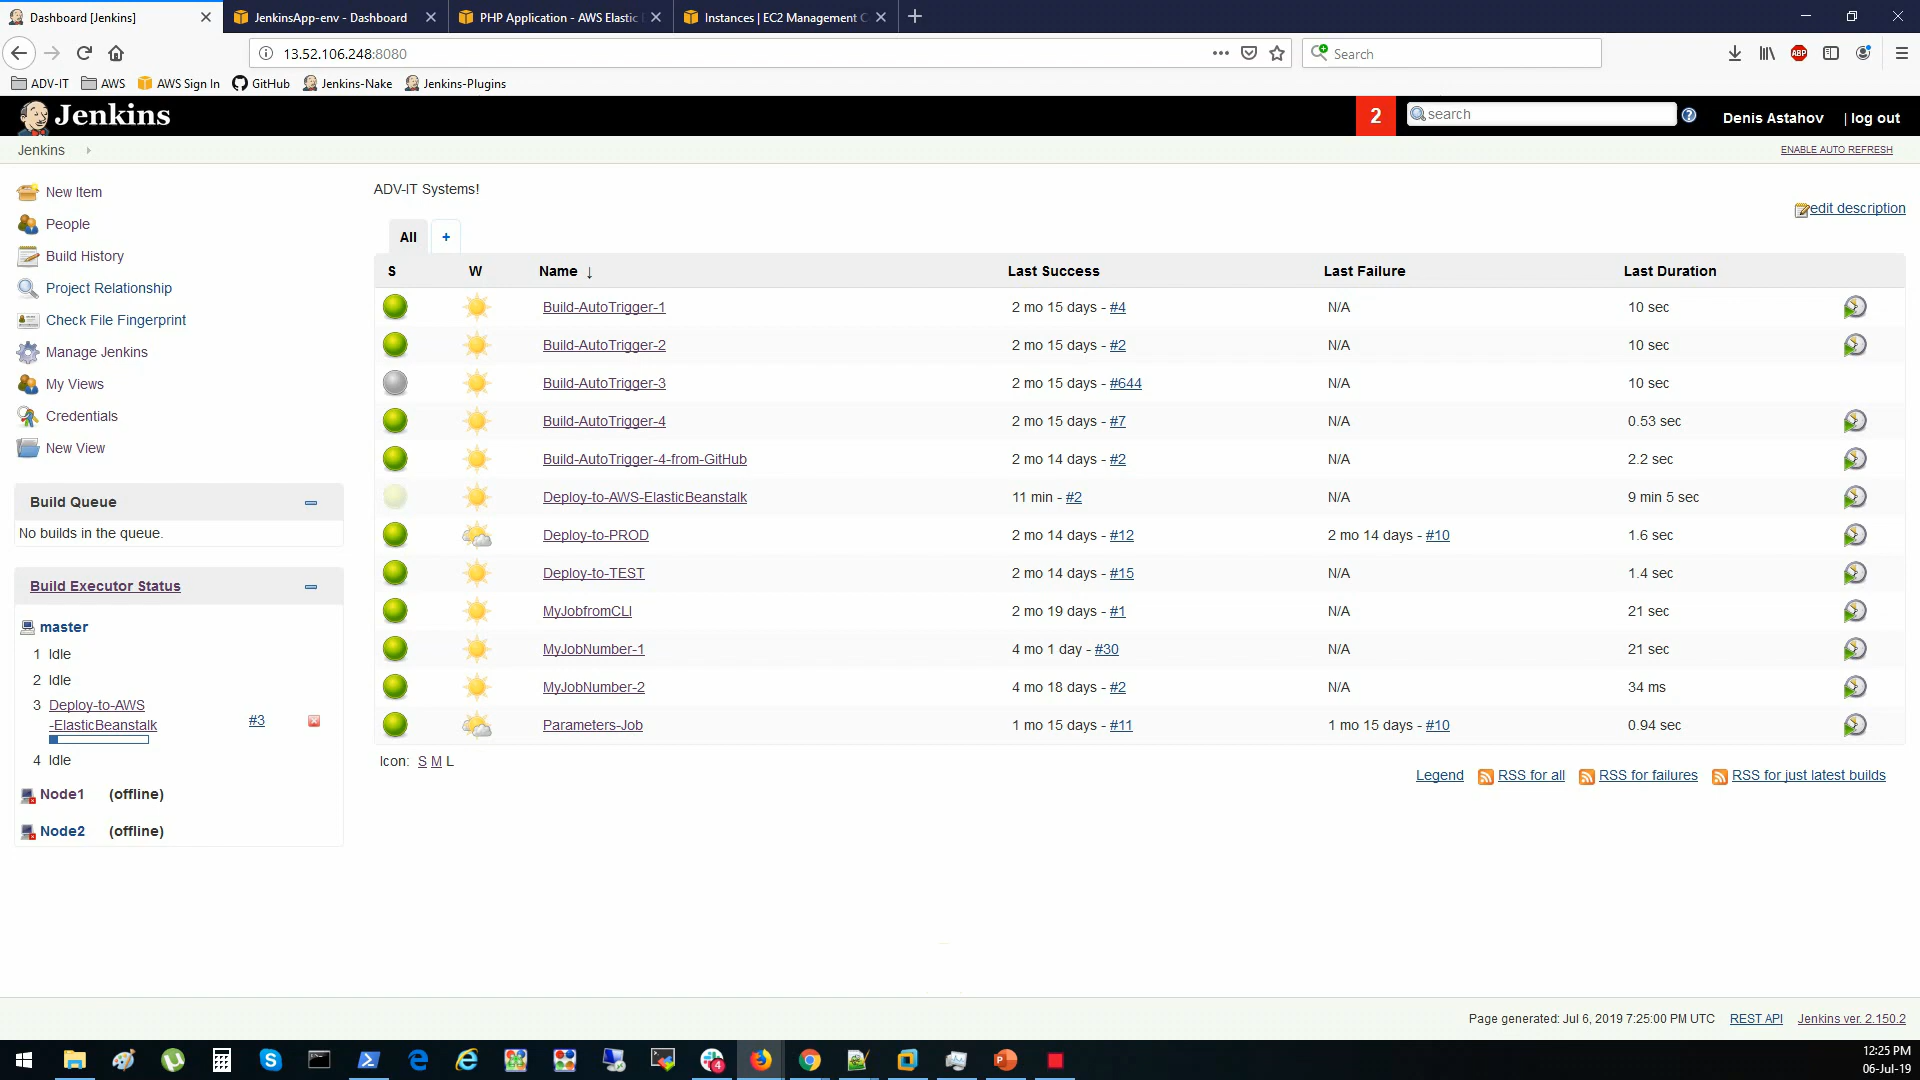 Dashboard [Jenkins]
JenkinsApp-env - Dashboard
PHP Application - AWS Elastic
Instances | EC2 Management C
13.52.106.248:8080
Search
ADV-IT
AWS
AWS Sign In
GitHub
Jenkins-Nake
Jenkins-Plugins
Jenkins
2
search
Denis Astahov
| log out
Jenkins
ENABLE AUTO REFRESH
New Item
People
Build History
Project Relationship
Check File Fingerprint
Manage Jenkins
My Views
Credentials
New View
Build Queue
No builds in the queue.
Build Executor Status
master
1 Idle
2 Idle
3 Deploy-to-AWS
-ElasticBeanstalk
#3
4 Idle
Node1 (offline)
Node2 (offline)
ADV-IT Systems!
edit description
All +
S W Name ↓ Last Success Last Failure Last Duration
Build-AutoTrigger-1 2 mo 15 days - #4 N/A 10 sec
Build-AutoTrigger-2 2 mo 15 days - #2 N/A 10 sec
Build-AutoTrigger-3 2 mo 15 days - #644 N/A 10 sec
Build-AutoTrigger-4 2 mo 15 days - #7 N/A 0.53 sec
Build-AutoTrigger-4-from-GitHub 2 mo 14 days - #2 N/A 2.2 sec
Deploy-to-AWS-ElasticBeanstalk 11 min - #2 N/A 9 min 5 sec
Deploy-to-PROD 2 mo 14 days - #12 2 mo 14 days - #10 1.6 sec
Deploy-to-TEST 2 mo 14 days - #15 N/A 1.4 sec
MyJobfromCLI 2 mo 19 days - #1 N/A 21 sec
MyJobNumber-1 4 mo 1 day - #30 N/A 21 sec
MyJobNumber-2 4 mo 18 days - #2 N/A 34 ms
Parameters-Job 1 mo 15 days - #11 1 mo 15 days - #10 0.94 sec
Icon: S M L
Legend RSS for all RSS for failures RSS for just latest builds
Page generated: Jul 6, 2019 7:25:00 PM UTC REST API Jenkins ver. 2.150.2
12:25 PM
06-Jul-19